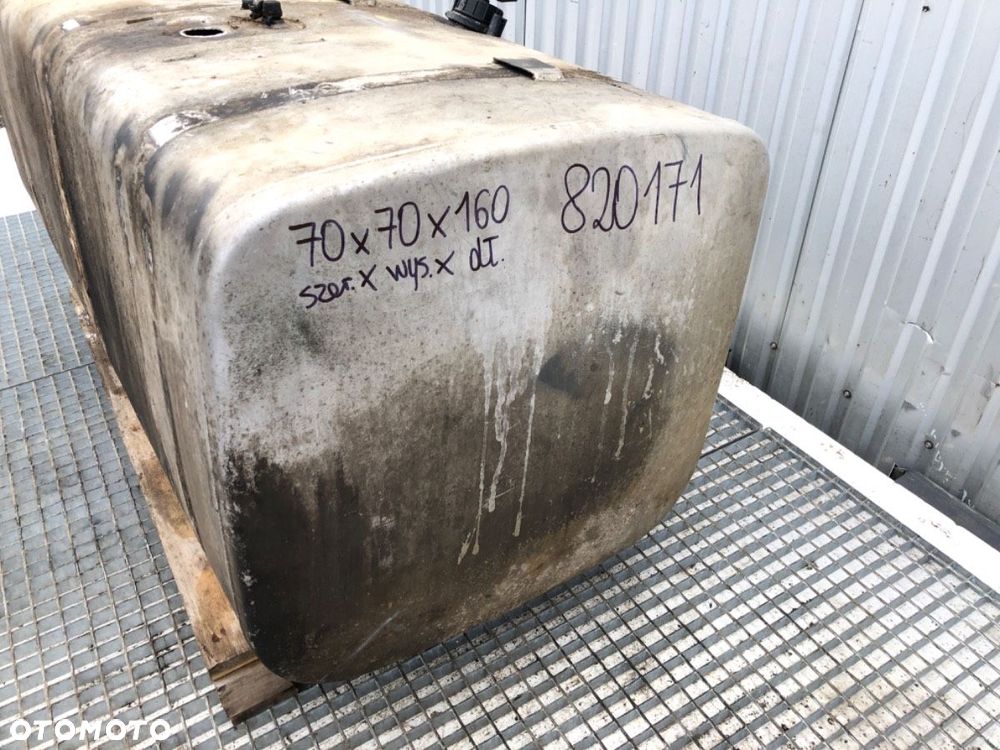 70x70x160
szer. x wys. x dł.
820171
OTOMOTO